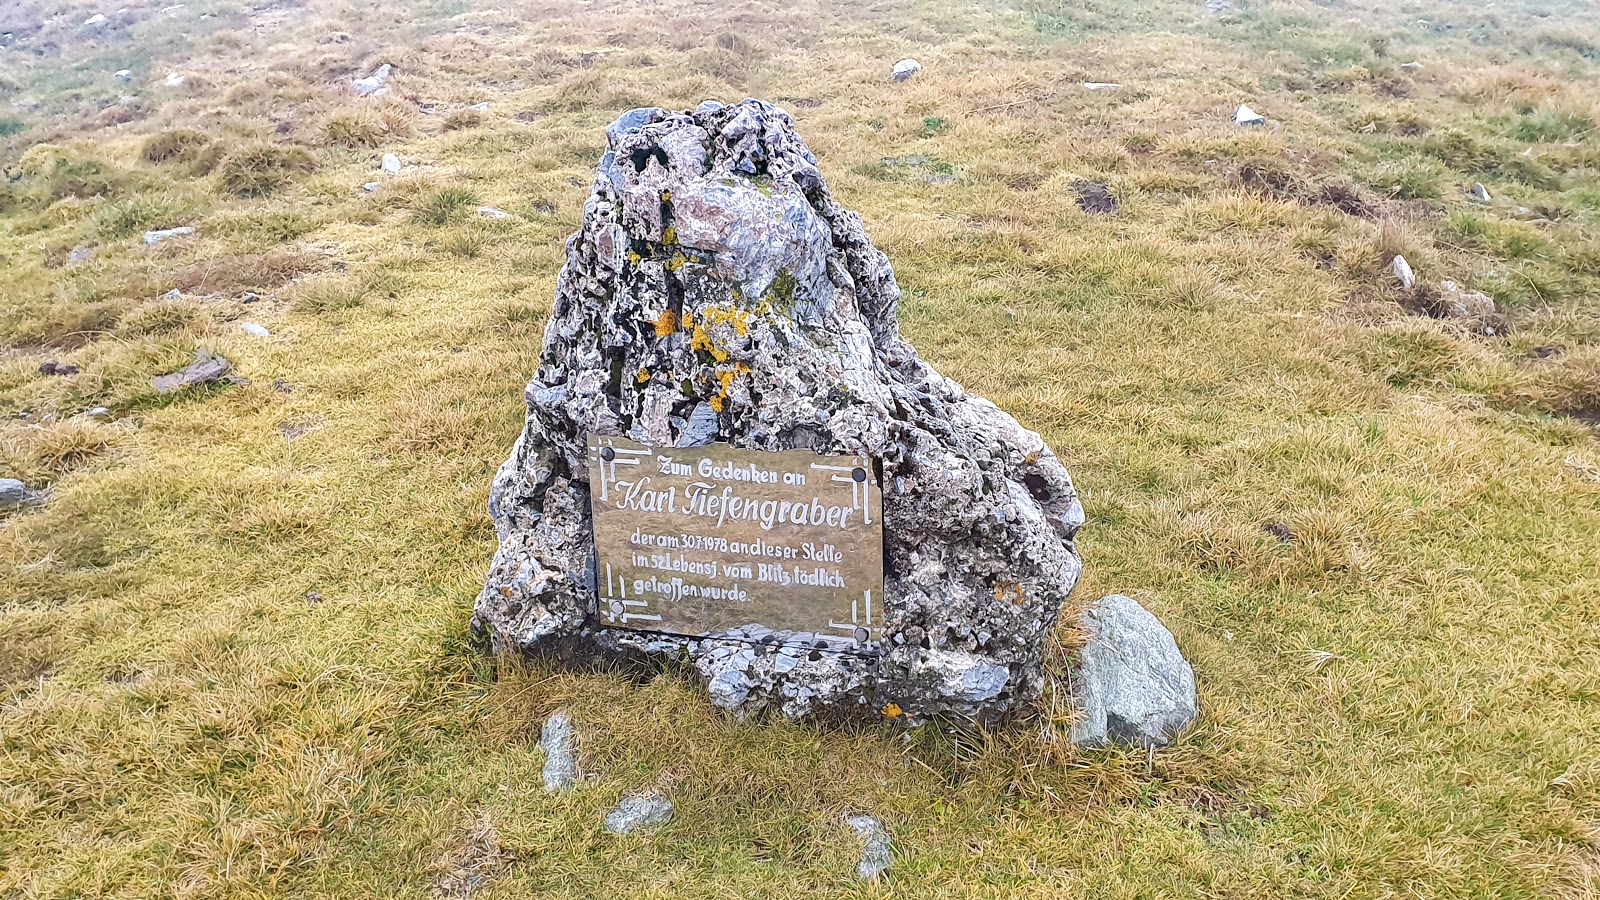 Zum Gedenken an
Karl Tiefengraber
der am 30.7.1978 an dieser Stelle
im 52 Lebensj. vom Blitz tödlich
getroffen wurde.